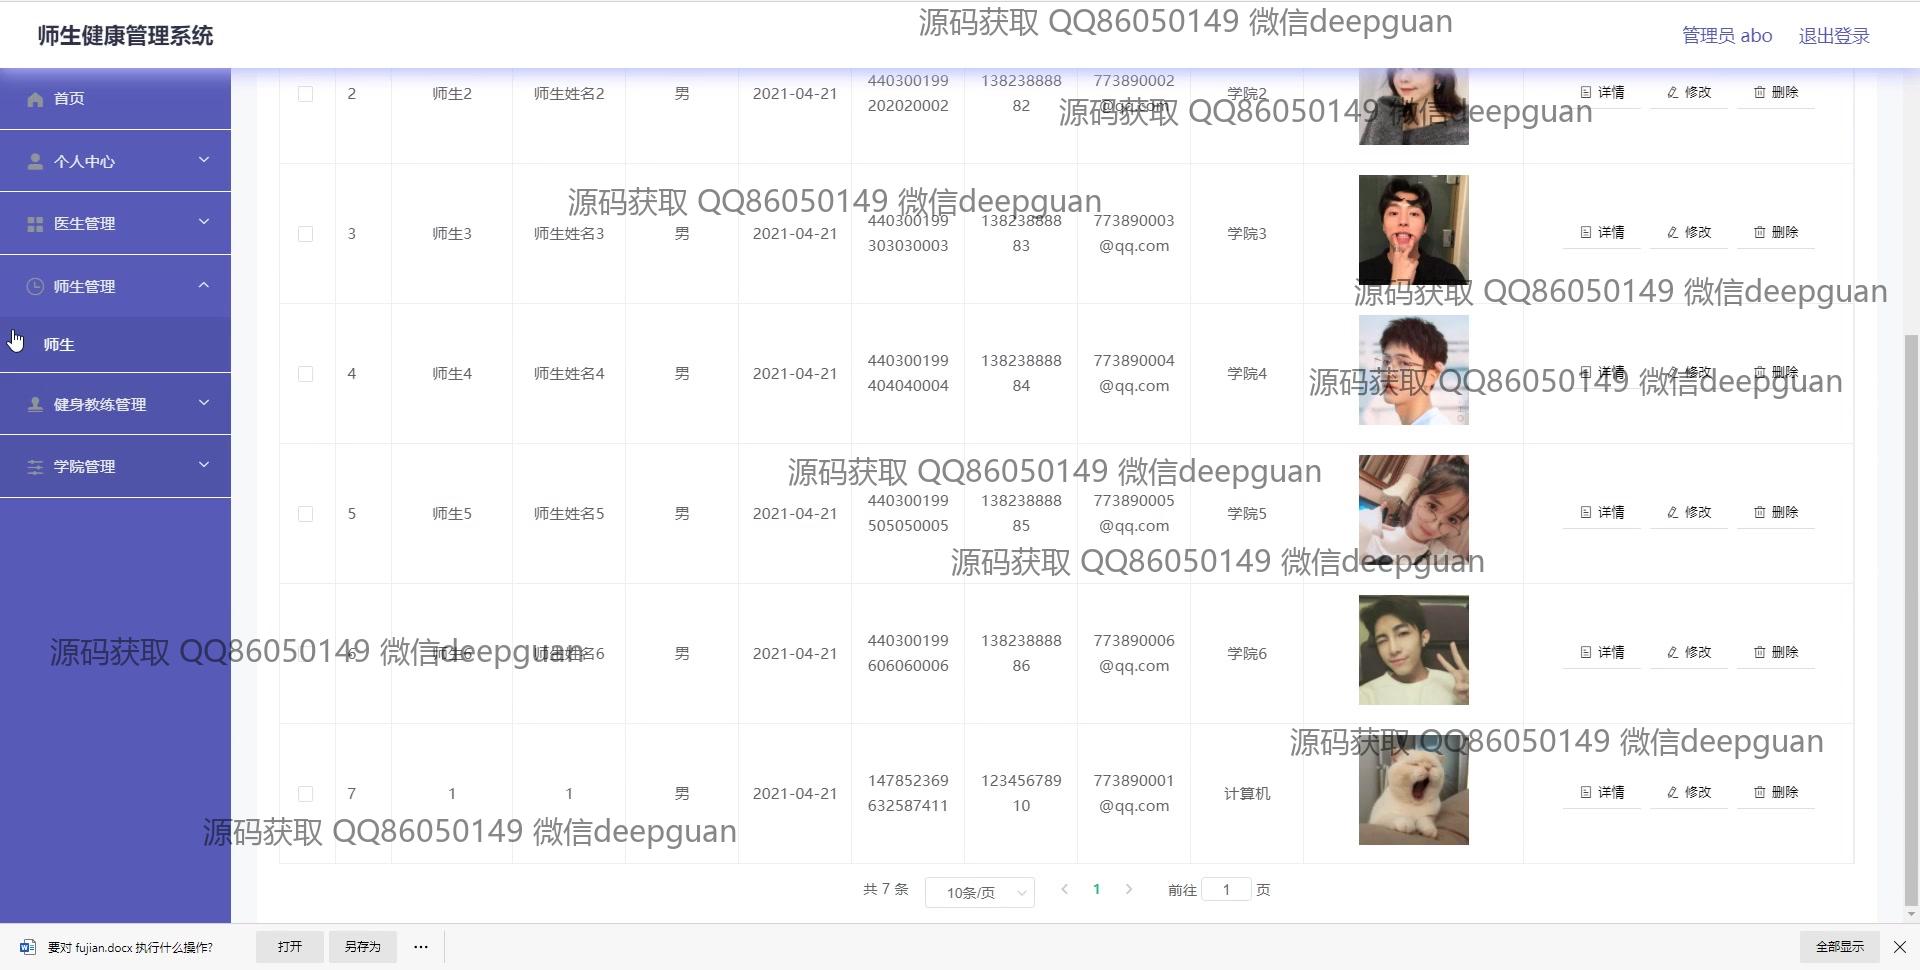 源码获取 QQ86050149 微信deepguan
师生健康管理系统
管理员 abo
退出登录
首页
个人中心
医生管理
师生管理
师生
健身教练管理
学院管理
2 师生2 师生姓名2 男 2021-04-21 440300199202020002 13823888882 773890002@qq.com 学院2 详情 修改 删除
源码获取 QQ86050149 微信deepguan
源码获取 QQ86050149 微信deepguan
3 师生3 师生姓名3 男 2021-04-21 440300199303030003 13823888883 773890003@qq.com 学院3 详情 修改 删除
源码获取 QQ86050149 微信deepguan
4 师生4 师生姓名4 男 2021-04-21 440300199404040004 13823888884 773890004@qq.com 学院4 详情 修改 删除
源码获取 QQ86050149 微信deepguan
源码获取 QQ86050149 微信deepguan
5 师生5 师生姓名5 男 2021-04-21 440300199505050005 13823888885 773890005@qq.com 学院5 详情 修改 删除
源码获取 QQ86050149 微信deepguan
6 师生6 师生姓名6 男 2021-04-21 440300199606060006 13823888886 773890006@qq.com 学院6 详情 修改 删除
源码获取 QQ86050149 微信deepguan
源码获取 QQ86050149 微信deepguan
7 1 1 男 2021-04-21 147852369632587411 12345678910 773890001@qq.com 计算机 详情 修改 删除
源码获取 QQ86050149 微信deepguan
共 7 条 10条/页 1 前往 1 页
要对 fujian.docx 执行什么操作? 打开 另存为 ... 全部显示